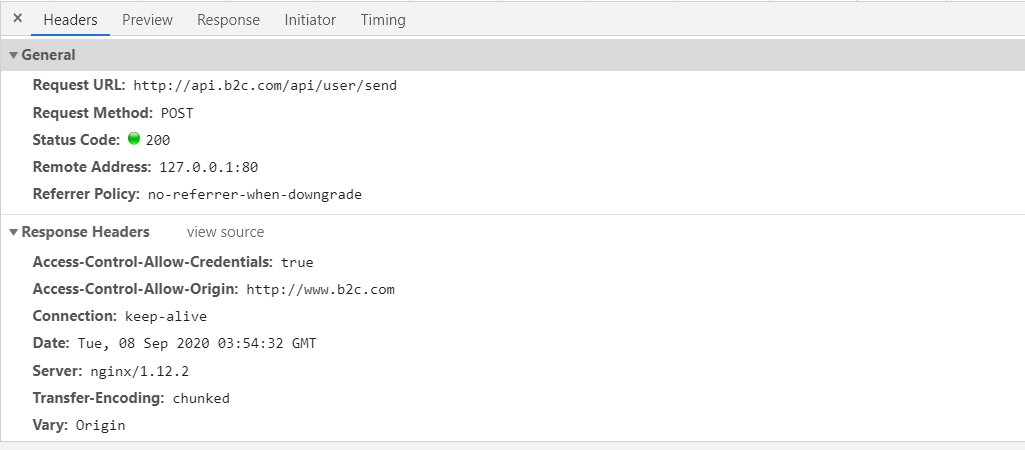 × Headers Preview Response Initiator Timing
▼ General
Request URL: http://api.b2c.com/api/user/send
Request Method: POST
Status Code: 200
Remote Address: 127.0.0.1:80
Referrer Policy: no-referrer-when-downgrade
▼ Response Headers view source
Access-Control-Allow-Credentials: true
Access-Control-Allow-Origin: http://www.b2c.com
Connection: keep-alive
Date: Tue, 08 Sep 2020 03:54:32 GMT
Server: nginx/1.12.2
Transfer-Encoding: chunked
Vary: Origin